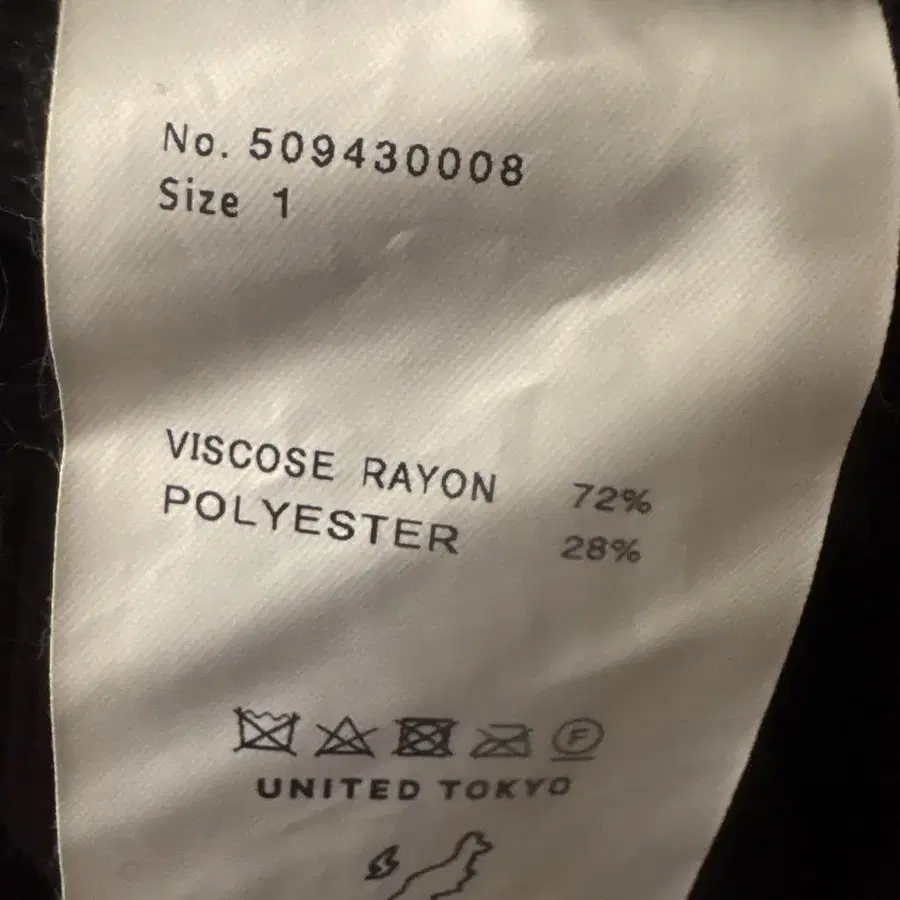 No. 509430008
Size 1
VISCOSE RAYON 72%
POLYESTER 28%
F
UNITED TOKYO